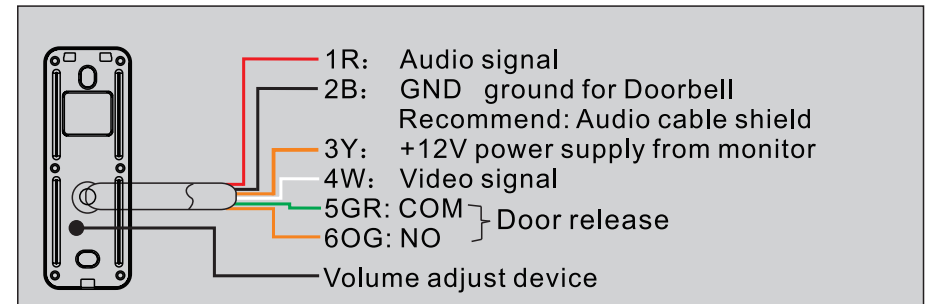 1R: Audio signal
2B: GND ground for Doorbell
Recommend: Audio cable shield
3Y: +12V power supply from monitor
4W: Video signal
5GR: COM
Door release
6OG: NO
Volume adjust device